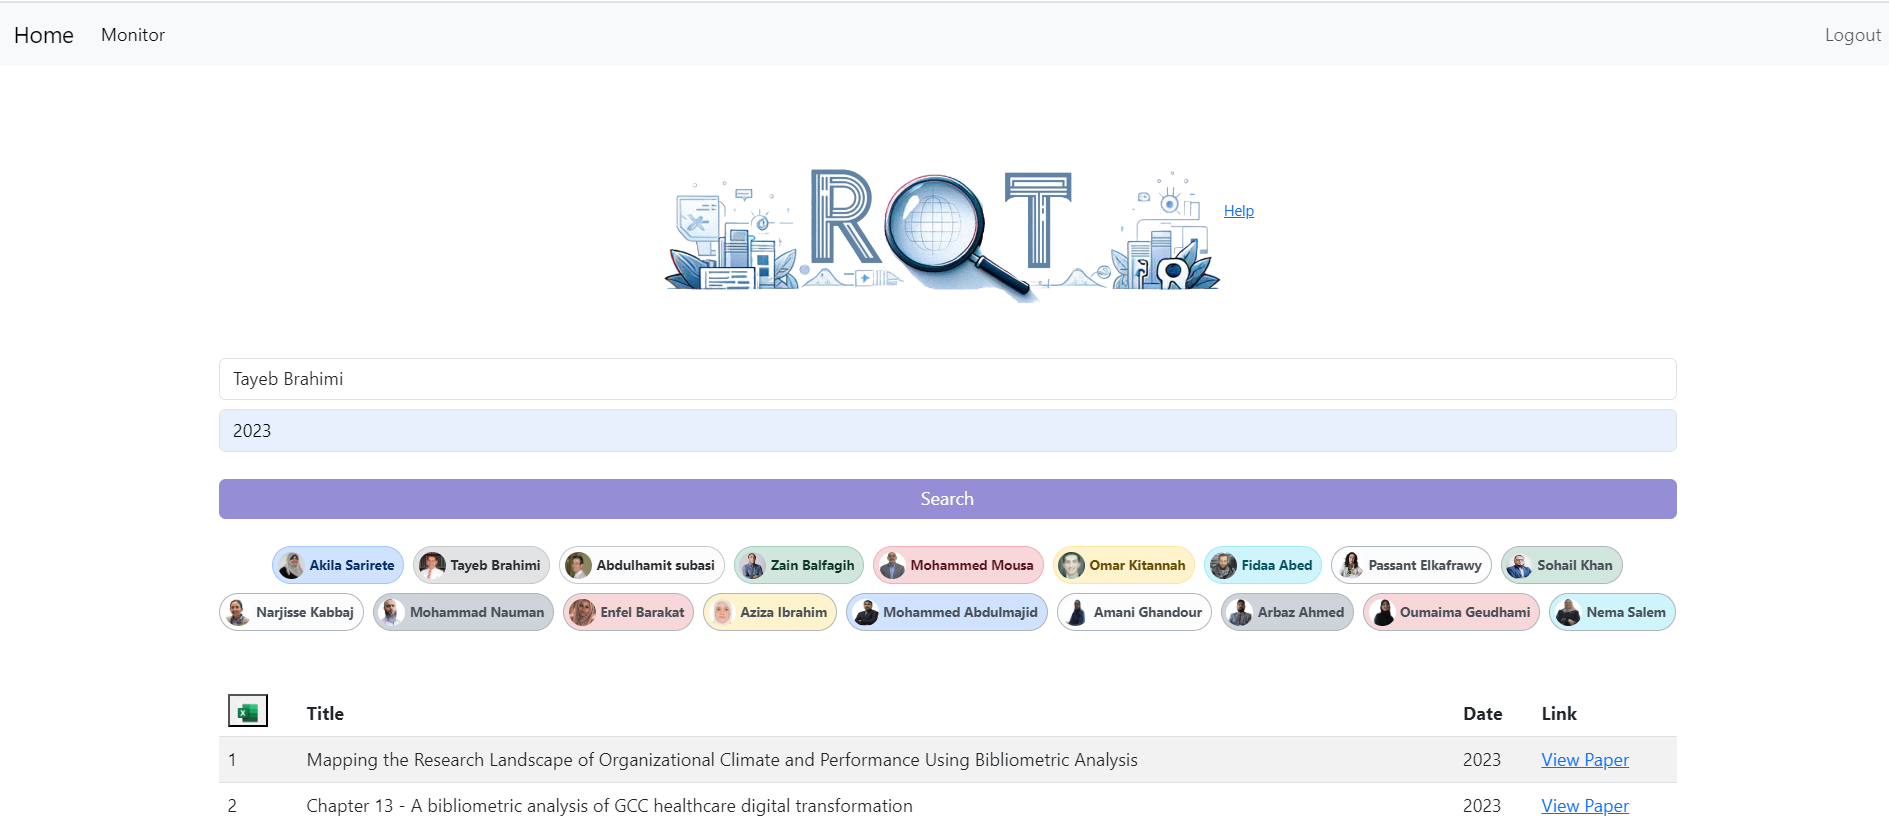 Home Monitor Logout
ROT
Help
Tayeb Brahimi
2023
Search
Akila Sarirete Tayeb Brahimi Abdulhamit subasi Zain Balfagih Mohammed Mousa Omar Kitannah Fidaa Abed Passant Elkafrawy Sohail Khan
Narjisse Kabbaj Mohammad Nauman Enfel Barakat Aziza Ibrahim Mohammed Abdulmajid Amani Ghandour Arbaz Ahmed Oumaima Geudhami Nema Salem
Title Date Link
1 Mapping the Research Landscape of Organizational Climate and Performance Using Bibliometric Analysis 2023 View Paper
2 Chapter 13 - A bibliometric analysis of GCC healthcare digital transformation 2023 View Paper